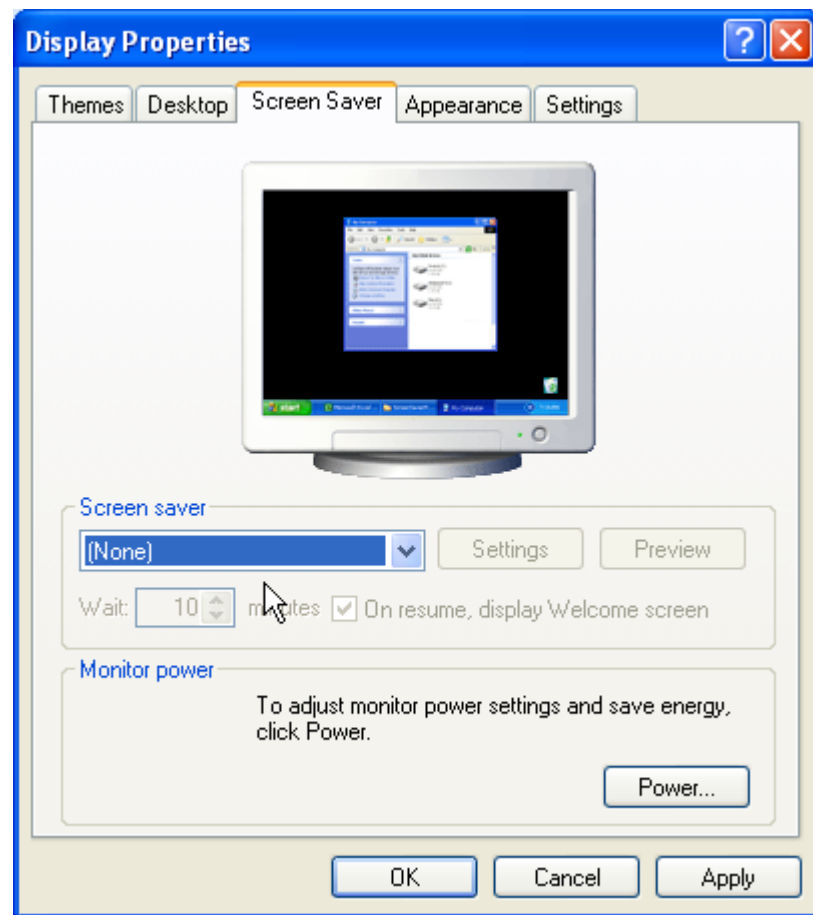 Display Properties
Themes Desktop Screen Saver Appearance Settings
start
Screen saver
(None) Settings Preview
Wait: 10 minutes On resume, display Welcome screen
Monitor power
To adjust monitor power settings and save energy,
click Power.
Power...
OK Cancel Apply